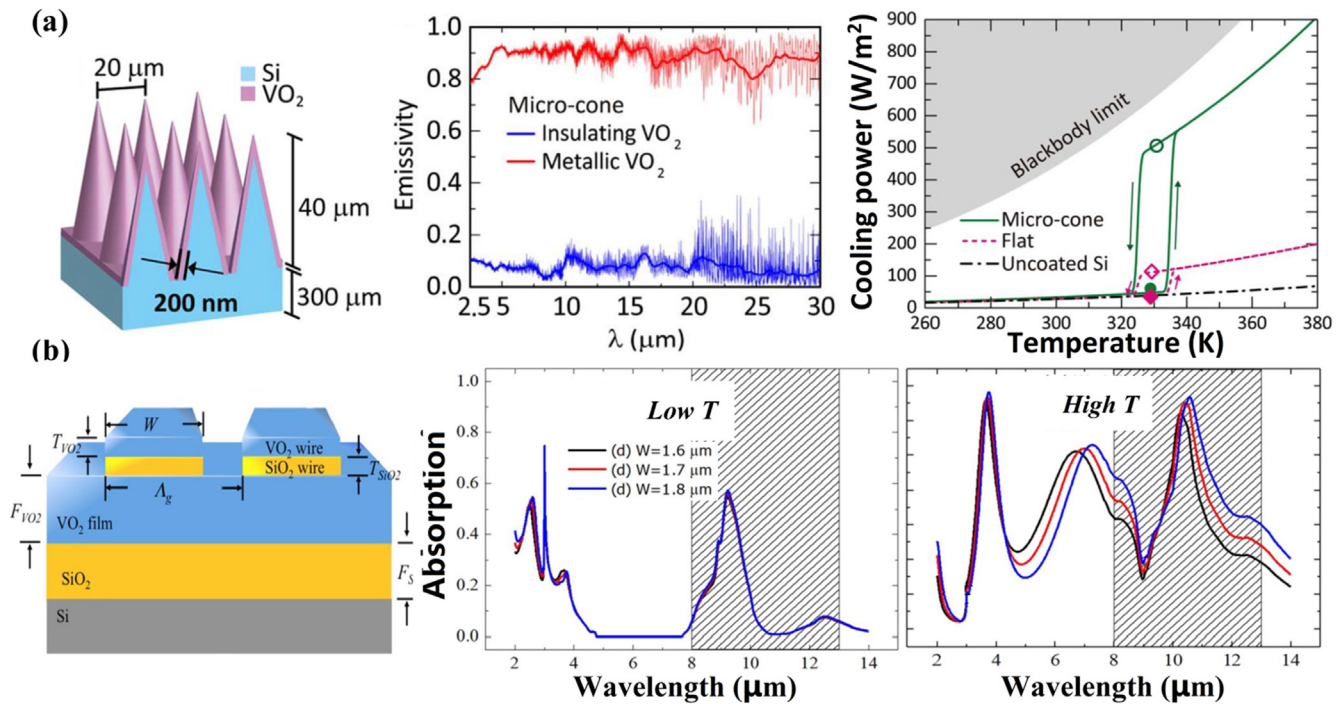 (a)
20 μm
Si
VO2
40 μm
300 μm
200 nm
Emissivity
1.0
0.8
0.6
0.4
0.2
0.0
Micro-cone
Insulating VO2
Metallic VO2
2.5 5 10 15 20 25 30
λ (μm)
Cooling power (W/m2)
900
800
700
600
500
400
300
200
100
0
Blackbody limit
Micro-cone
Flat
Uncoated Si
260 300 320 340 360 380
Temperature (K)
(b)
W
TVO2
VO2 wire
SiO2 wire
TSiO2
Λg
FVO2
VO2 film
SiO2
FS
Si
Absorption
1.0
0.8
0.6
0.4
0.2
0.0
Low T
(d) W=1.6 μm
(d) W=1.7 μm
(d) W=1.8 μm
2 4 6 8 10 12 14
Wavelength (μm)
High T
2 4 6 8 10 12 14
Wavelength (μm)